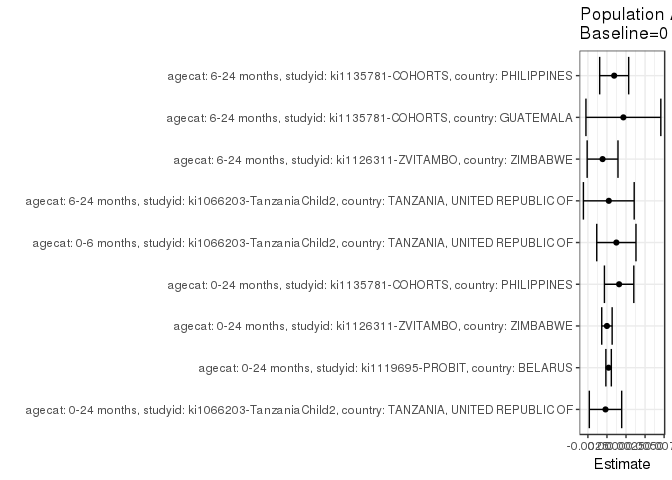 Population
Baseline=0
agecat: 6-24 months, studyid: ki1135781-COHORTS, country: PHILIPPINES
agecat: 6-24 months, studyid: ki1135781-COHORTS, country: GUATEMALA
agecat: 6-24 months, studyid: ki1126311-ZVITAMBO, country: ZIMBABWE
agecat: 6-24 months, studyid: ki1066203-TanzaniaChild2, country: TANZANIA, UNITED REPUBLIC OF
agecat: 0-6 months, studyid: ki1066203-TanzaniaChild2, country: TANZANIA, UNITED REPUBLIC OF
agecat: 0-24 months, studyid: ki1135781-COHORTS, country: PHILIPPINES
agecat: 0-24 months, studyid: ki1126311-ZVITAMBO, country: ZIMBABWE
agecat: 0-24 months, studyid: ki1119695-PROBIT, country: BELARUS
agecat: 0-24 months, studyid: ki1066203-TanzaniaChild2, country: TANZANIA, UNITED REPUBLIC OF
Estimate